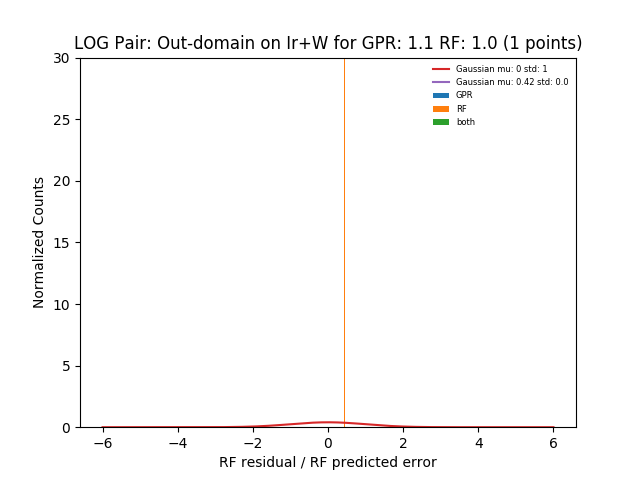 LOG Pair: Out-domain on Ir+W for GPR: 1.1 RF: 1.0 (1 points)
Gaussian mu: 0 std: 1
Gaussian mu: 0.42 std: 0.0
GPR
RF
both
30
25
20
15
10
5
0
Normalized Counts
−6 −4 −2 0 2 4 6
RF residual / RF predicted error